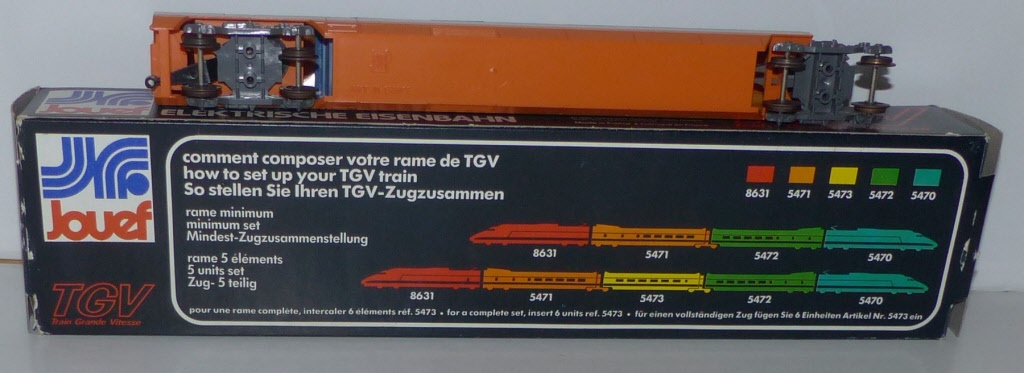 ELEKTRISCHE EISENBAHN
Jouef
comment composer votre rame de TGV
how to set up your TGV train
So stellen Sie Ihren TGV-Zugzusammen
8631 5471 5473 5472 5470
rame minimum
minimum set
Mindest-Zugzusammenstellung
8631 5471 5472 5470
rame 5 éléments
5 units set
Zug- 5 teilig
8631 5471 5473 5472 5470
TGV
Train Grande Vitesse
pour une rame complète, intercaler 6 éléments réf. 5473 • for a complete set, insert 6 units ref. 5473 • für einen vollständigen Zug fügen Sie 6 Einheiten Artikel Nr. 5473 ein